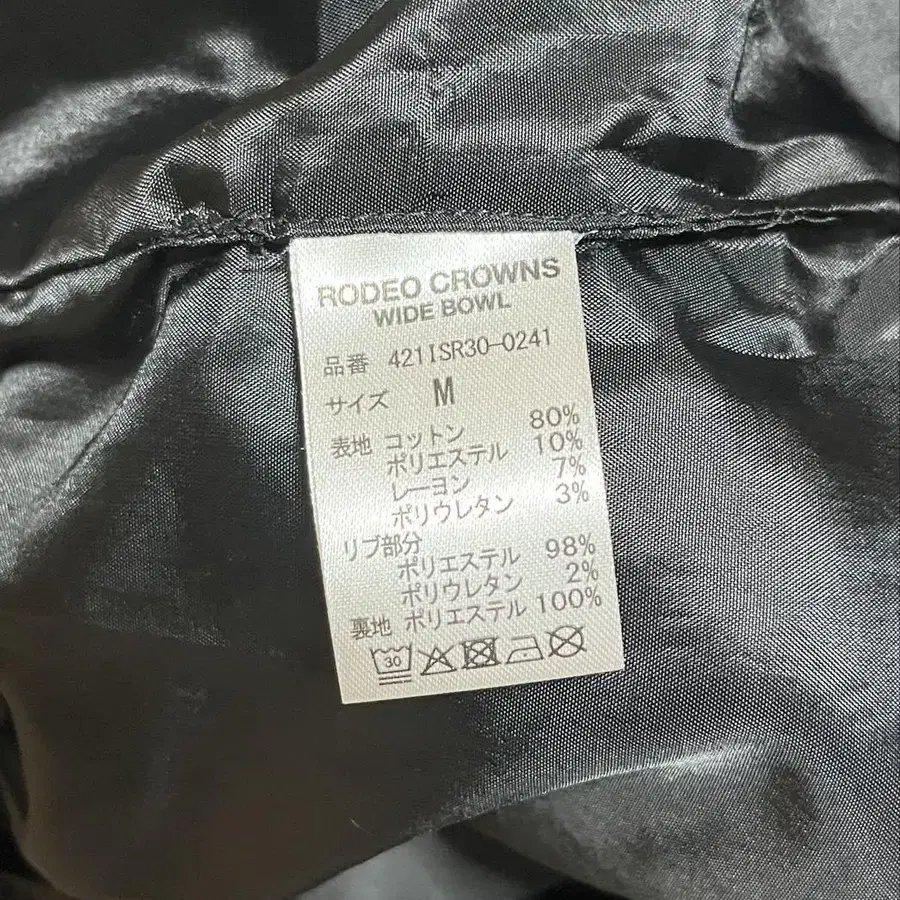 RODEO CROWNS
WIDE BOWL
品番 421ISR30-0241
サイズ M
表地 コットン 80%
ポリエステル 10%
レーヨン 7%
ポリウレタン 3%
リブ部分
ポリエステル 98%
ポリウレタン 2%
裏地 ポリエステル 100%
30